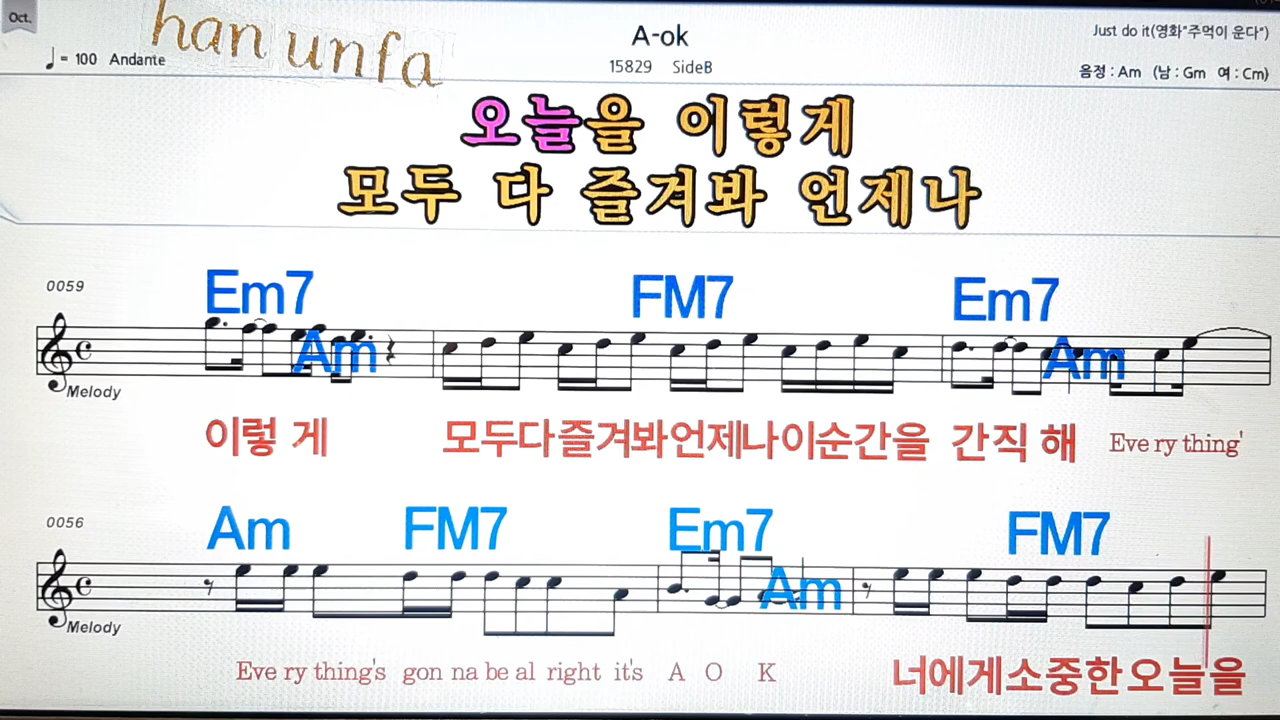 Oct.
han unfa
A-ok
Just do it(영화"주먹이 운다")
♩= 100 Andante
15829 SideB
음정 : Am (남 : Gm 여 : Cm)
오늘을 이렇게
모두 다 즐겨봐 언제나
0059
Em7 Am FM7 Em7 Am
Melody
이렇 게 모두다즐겨봐언제나이순간을 간직 해 Eve ry thing'
0056
Am FM7 Em7 Am FM7
Melody
Eve ry thing's gon na be al right it's A O K 너에게소중한오늘을